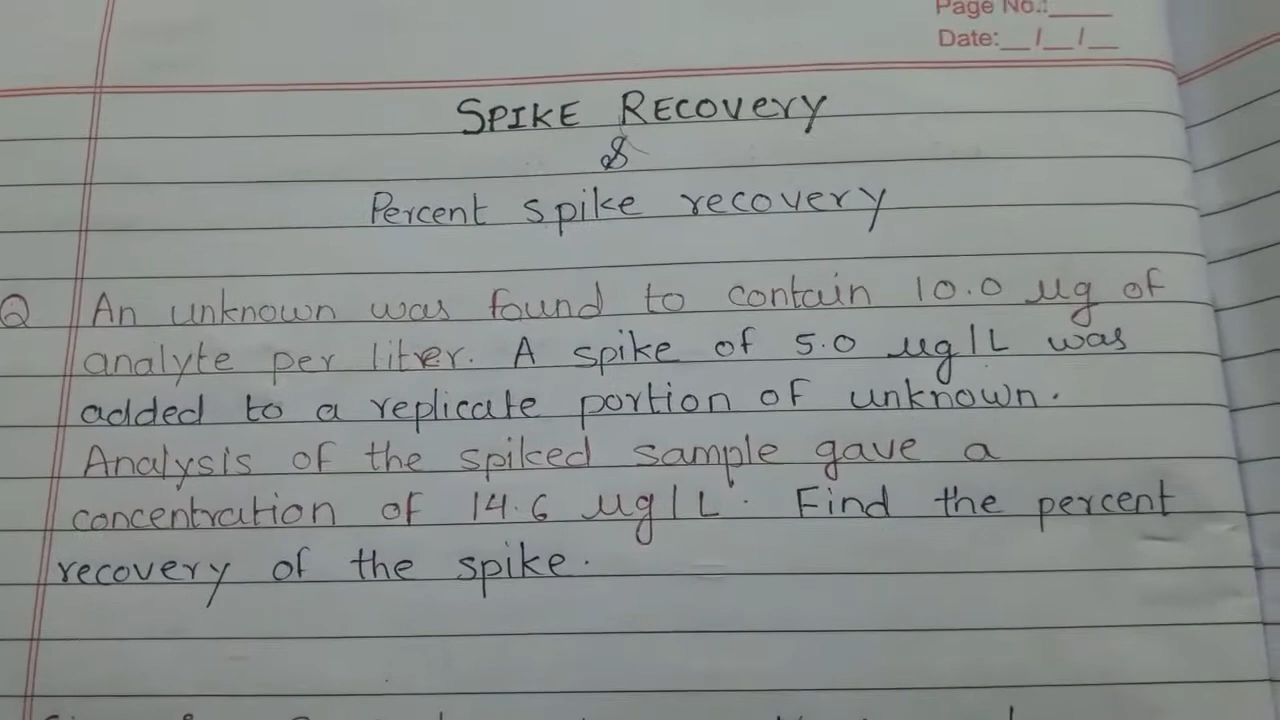 Page No.:
Date: / /
SPIKE RECOVERY
&
Percent spike recovery
Q An unknown was found to contain 10.0 µg of
analyte per liter. A spike of 5.0 µg/L was
added to a replicate portion of unknown.
Analysis of the spiked sample gave a
concentration of 14.6 µg/L. Find the percent
recovery of the spike.